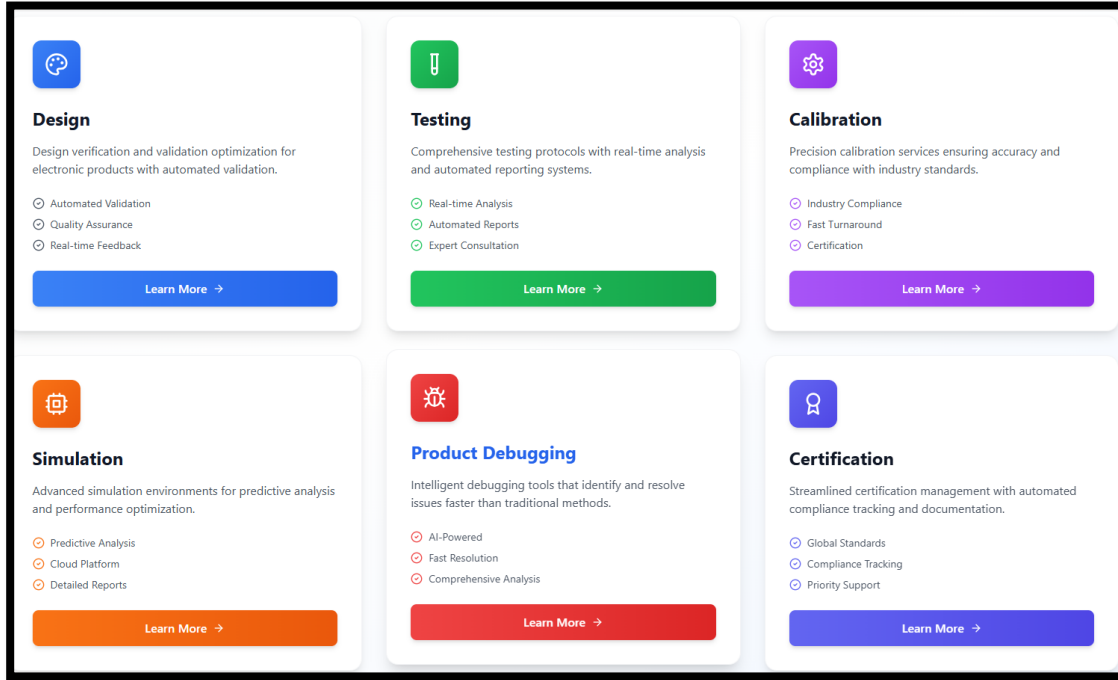 Design
Design verification and validation optimization for
electronic products with automated validation.
Automated Validation
Quality Assurance
Real-time Feedback
Learn More →
Testing
Comprehensive testing protocols with real-time analysis
and automated reporting systems.
Real-time Analysis
Automated Reports
Expert Consultation
Learn More →
Calibration
Precision calibration services ensuring accuracy and
compliance with industry standards.
Industry Compliance
Fast Turnaround
Certification
Learn More →
Simulation
Advanced simulation environments for predictive analysis
and performance optimization.
Predictive Analysis
Cloud Platform
Detailed Reports
Learn More →
Product Debugging
Intelligent debugging tools that identify and resolve
issues faster than traditional methods.
AI-Powered
Fast Resolution
Comprehensive Analysis
Learn More →
Certification
Streamlined certification management with automated
compliance tracking and documentation.
Global Standards
Compliance Tracking
Priority Support
Learn More →